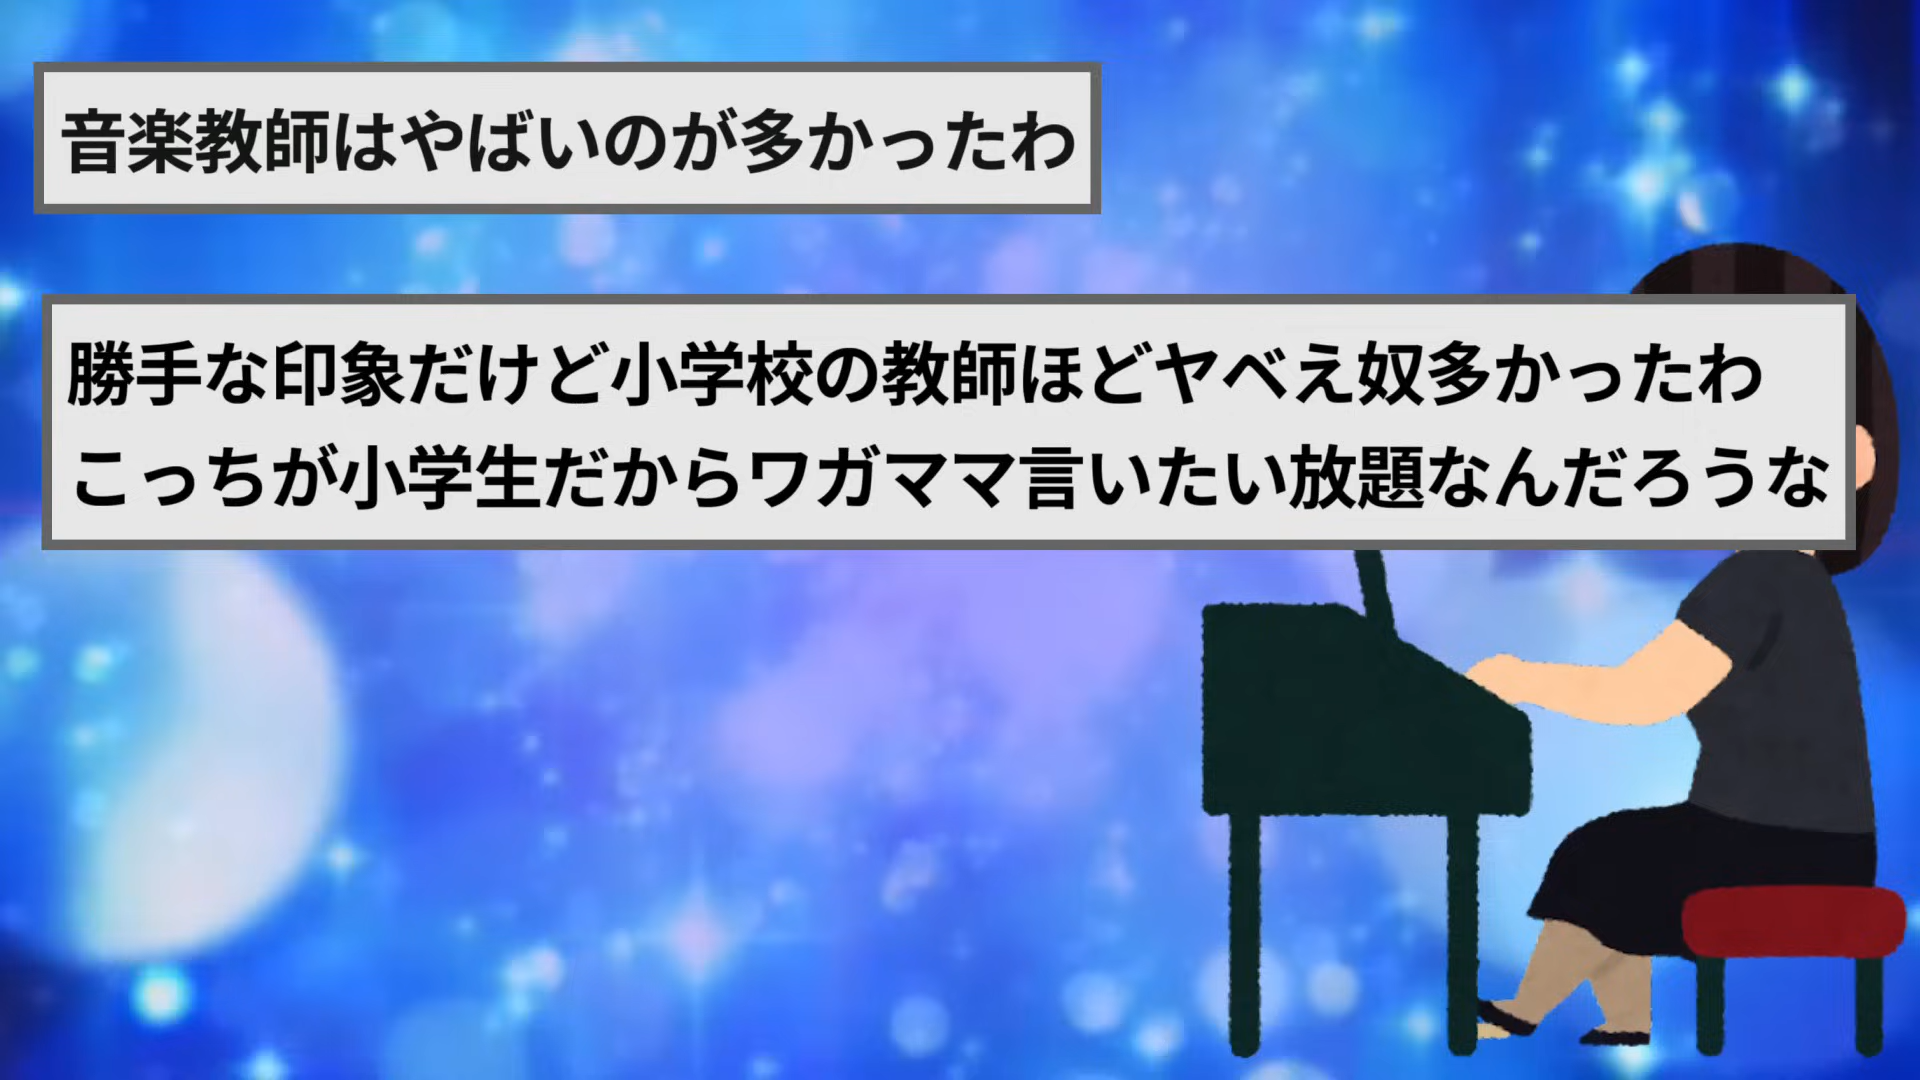 音楽教師はやばいのが多かったわ
勝手な印象だけど小学校の教師ほどヤベえ奴多かったわ
こっちが小学生だからワガママ言いたい放題なんだろうな